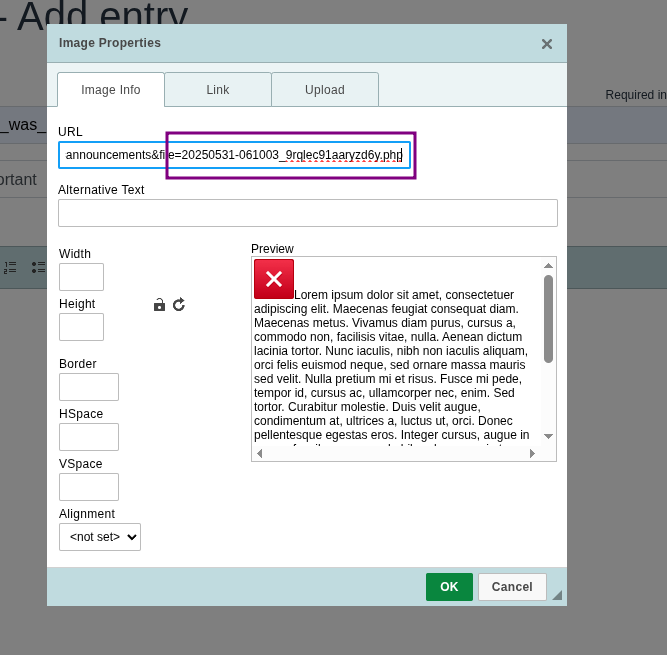 - Add entry
Image Properties
Required in
Image Info
Link
Upload
_was_
URL
announcements&file=20250531-061003_9rqlec91aaryzd6y.php
ortant
Alternative Text
Width
Preview
Height
Lorem ipsum dolor sit amet, consectetuer
adipiscing elit. Maecenas feugiat consequat diam.
Maecenas metus. Vivamus diam purus, cursus a,
commodo non, facilisis vitae, nulla. Aenean dictum
lacinia tortor. Nunc iaculis, nibh non iaculis aliquam,
orci felis euismod neque, sed ornare massa mauris
sed velit. Nulla pretium mi et risus. Fusce mi pede,
tempor id, cursus ac, ullamcorper nec, enim. Sed
tortor. Curabitur molestie. Duis velit augue,
condimentum at, ultrices a, luctus ut, orci. Donec
pellentesque egestas eros. Integer cursus, augue in
Border
HSpace
VSpace
Alignment
<not set>
OK
Cancel